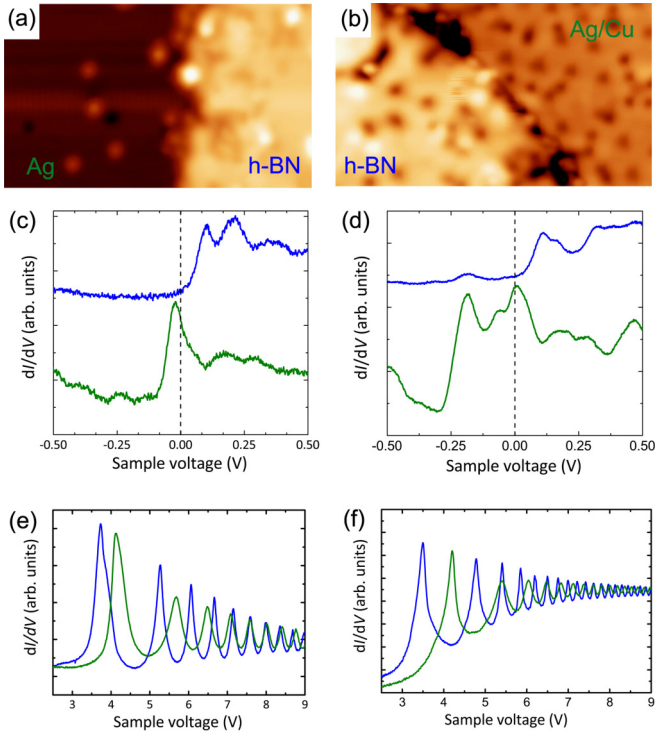 (a)
Ag
h-BN
(b)
Ag/Cu
h-BN
(c)
dI/dV (arb. units)
-0.50 -0.25 0.00 0.25 0.50
Sample voltage (V)
(d)
dI/dV (arb. units)
-0.50 -0.25 0.00 0.25 0.50
Sample voltage (V)
(e)
dI/dV (arb. units)
3 4 5 6 7 8 9
Sample voltage (V)
(f)
dI/dV (arb. units)
3 4 5 6 7 8 9
Sample voltage (V)